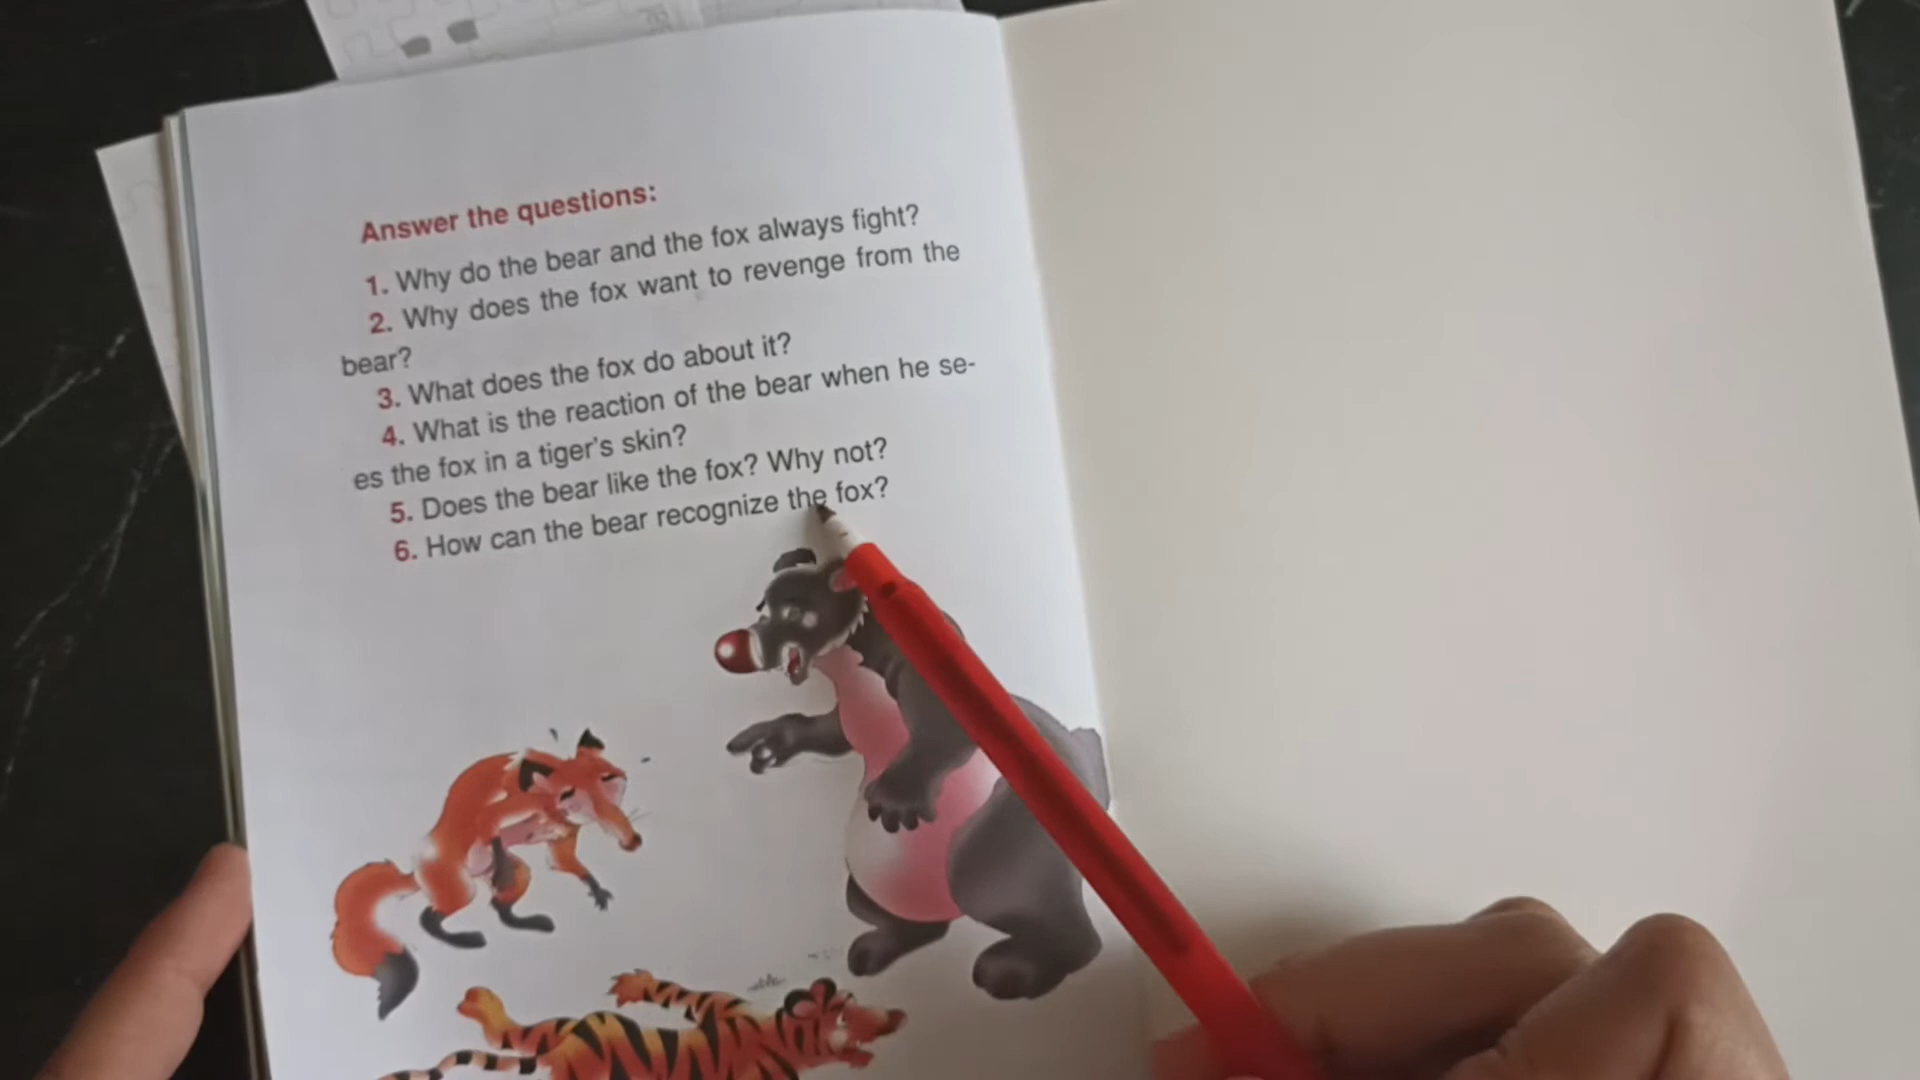 Answer the questions:
1. Why do the bear and the fox always fight?
2. Why does the fox want to revenge from the
bear?
3. What does the fox do about it?
4. What is the reaction of the bear when he se-
es the fox in a tiger's skin?
5. Does the bear like the fox? Why not?
6. How can the bear recognize the fox?